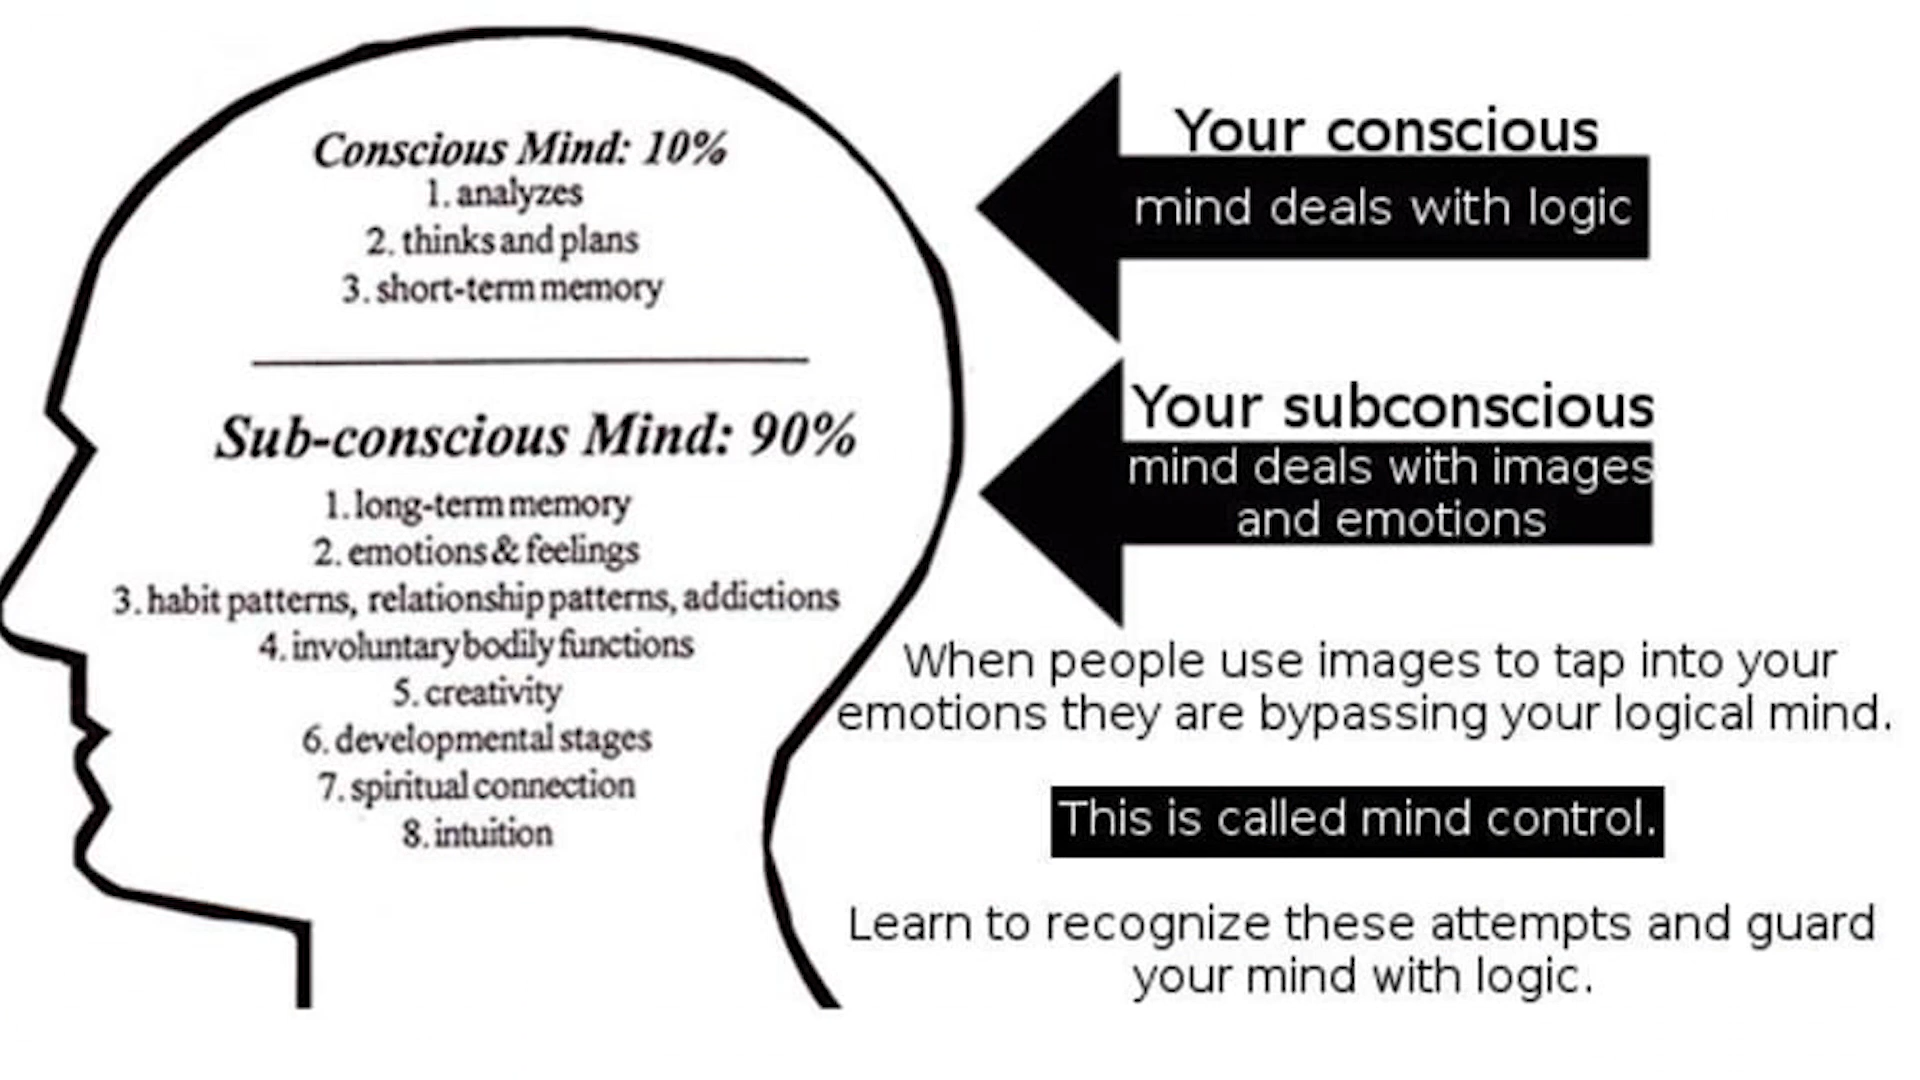 Conscious Mind: 10%
1. analyzes
2. thinks and plans
3. short-term memory
Sub-conscious Mind: 90%
1. long-term memory
2. emotions & feelings
3. habit patterns, relationship patterns, addictions
4. involuntary bodily functions
5. creativity
6. developmental stages
7. spiritual connection
8. intuition
Your conscious
mind deals with logic
Your subconscious
mind deals with images
and emotions
When people use images to tap into your
emotions they are bypassing your logical mind.
This is called mind control.
Learn to recognize these attempts and guard
your mind with logic.